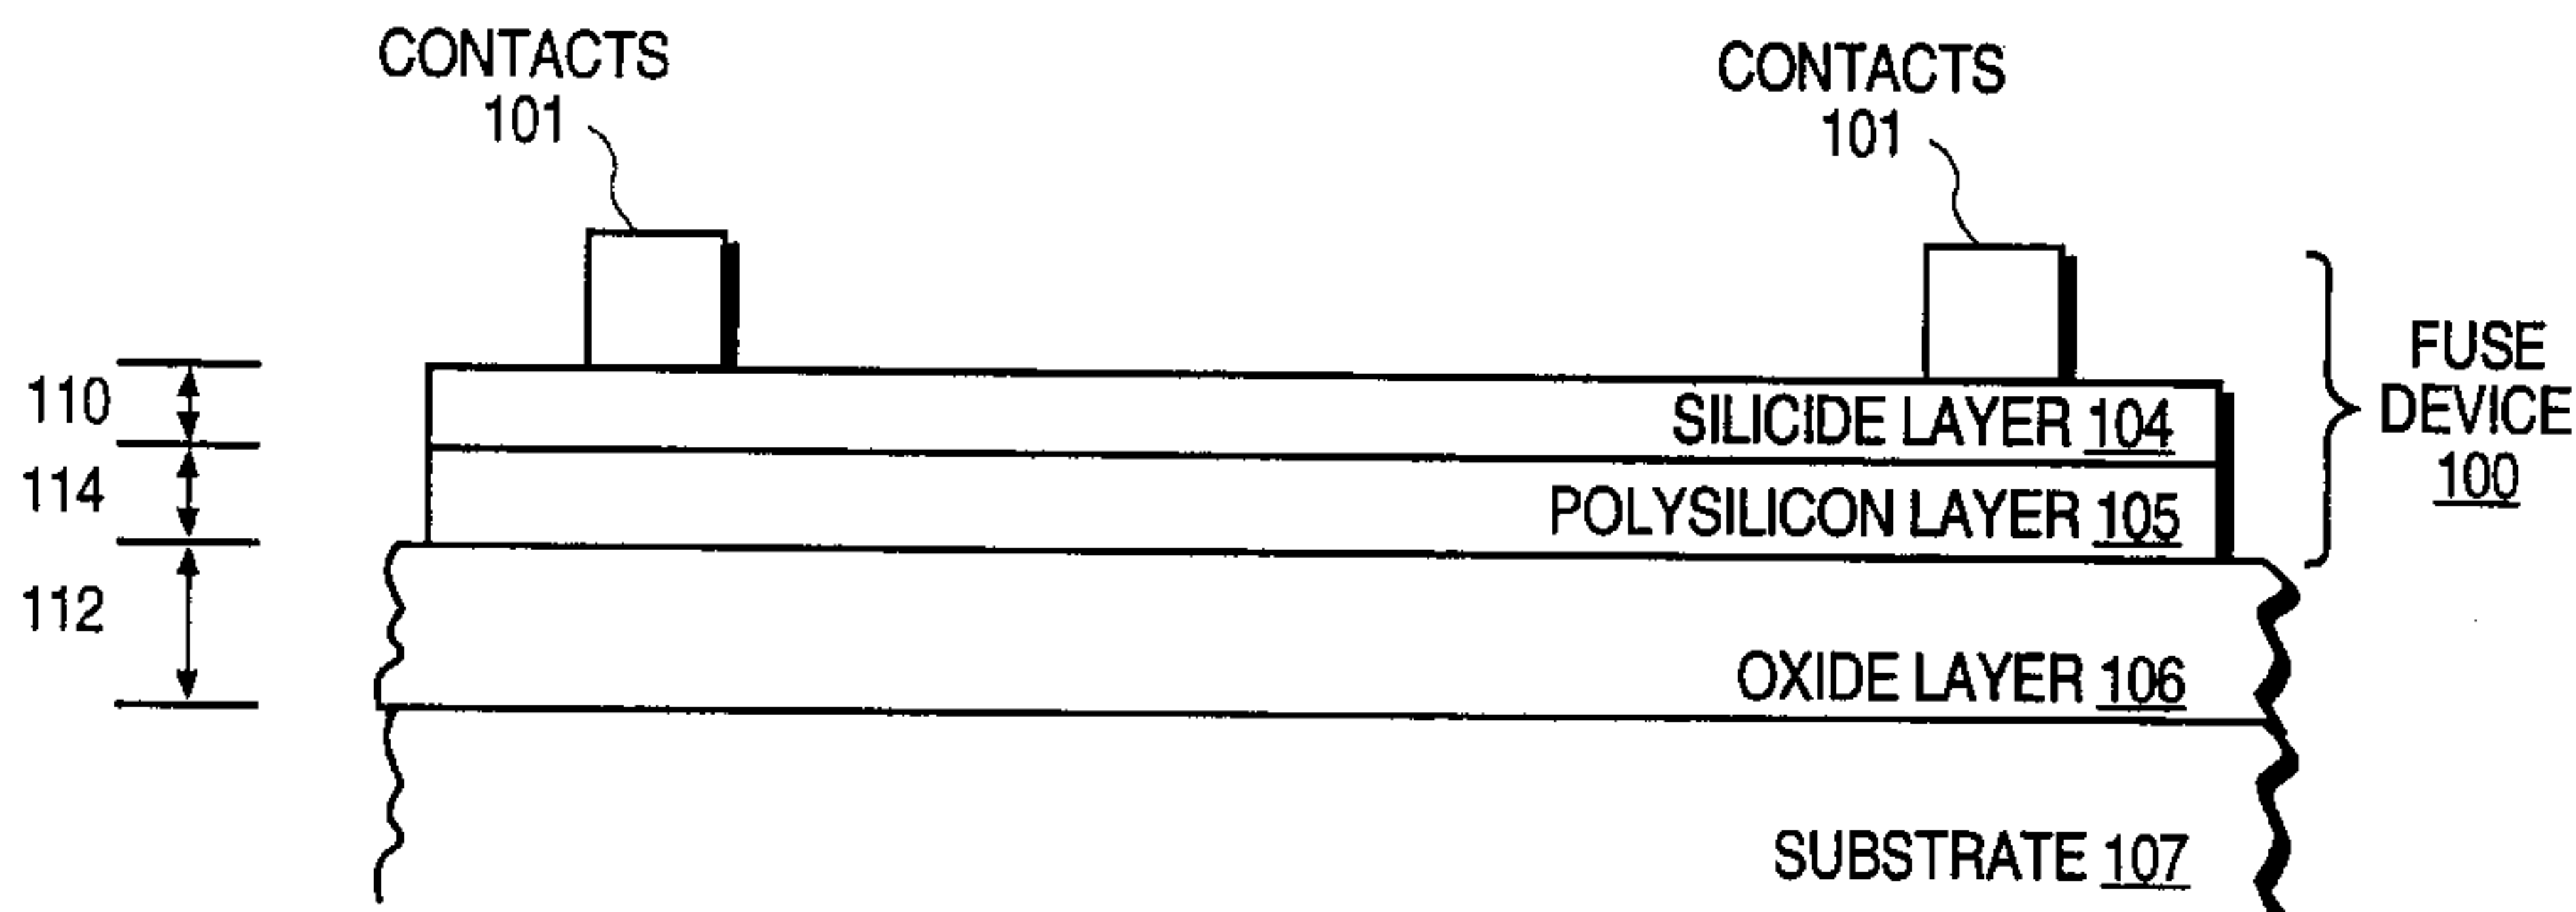 CONTACTS
101
CONTACTS
101
110
114
112
SILICIDE LAYER 104
POLYSILICON LAYER 105
OXIDE LAYER 106
SUBSTRATE 107
FUSE
DEVICE
100